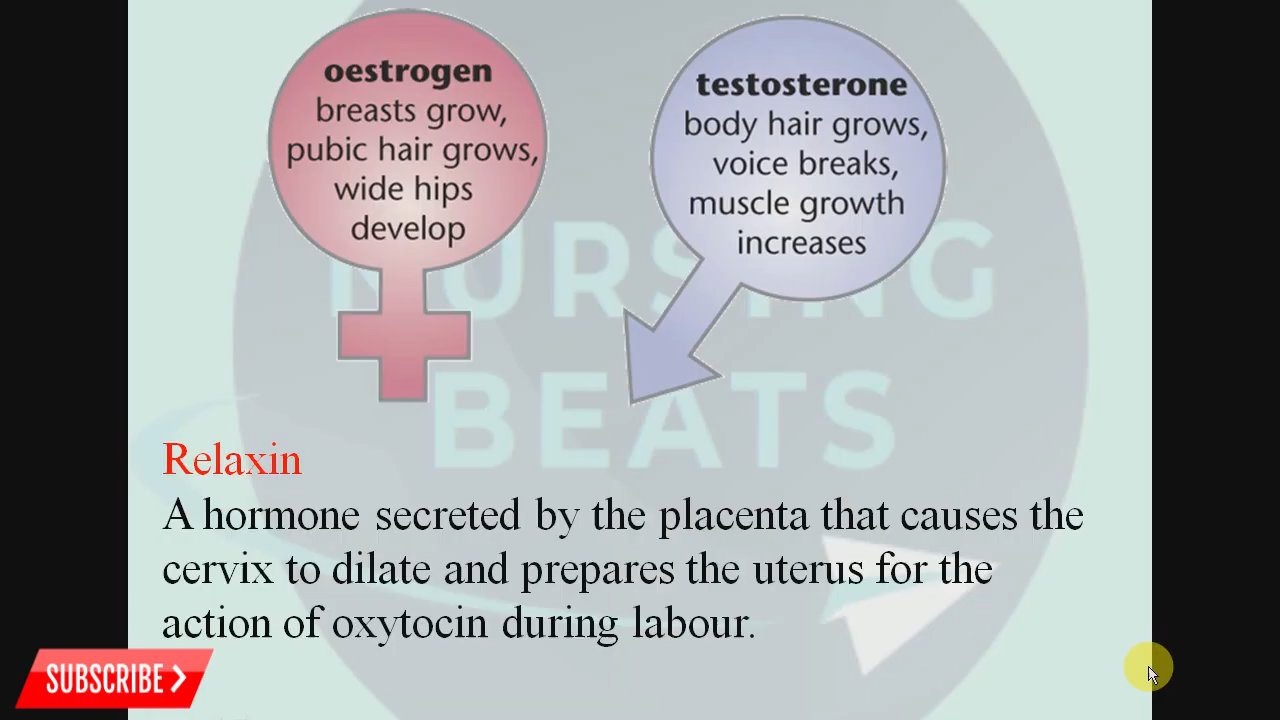 oestrogen
breasts grow,
pubic hair grows,
wide hips
develop
testosterone
body hair grows,
voice breaks,
muscle growth
increases
NURSING
BEATS
Relaxin
A hormone secreted by the placenta that causes the
cervix to dilate and prepares the uterus for the
action of oxytocin during labour.
SUBSCRIBE